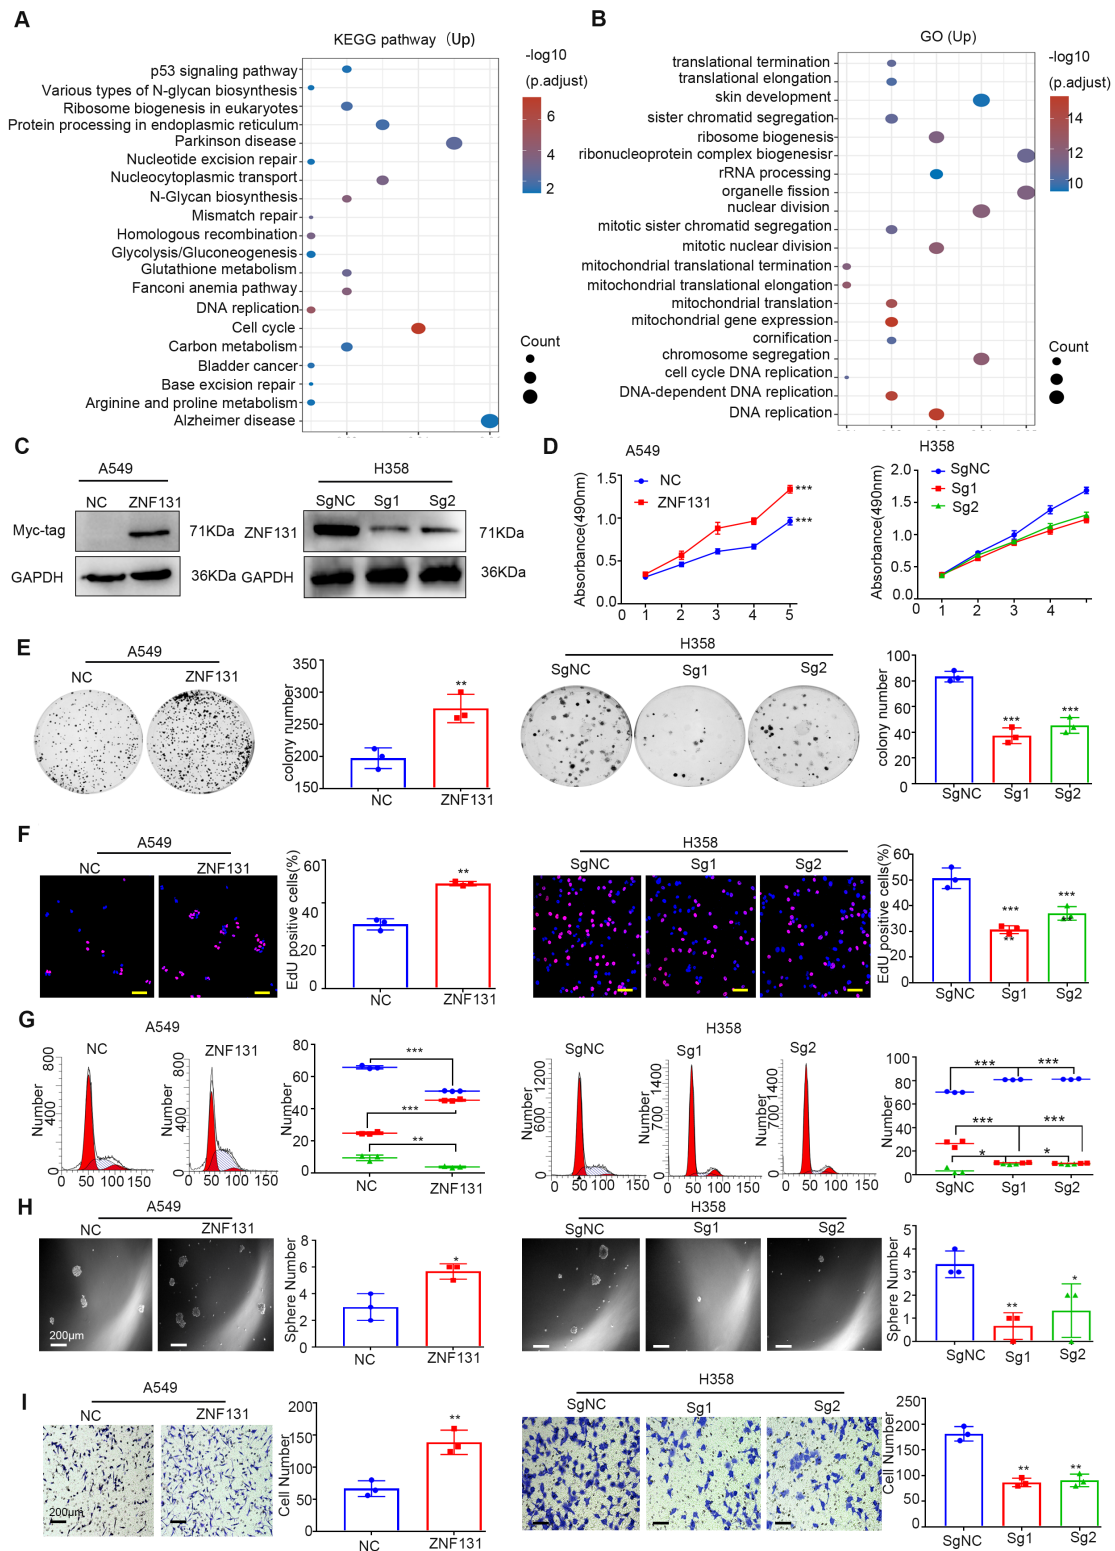 A
KEGG pathway (Up)
p53 signaling pathway
Various types of N-glycan biosynthesis
Ribosome biogenesis in eukaryotes
Protein processing in endoplasmic reticulum
Parkinson disease
Nucleotide excision repair
Nucleocytoplasmic transport
N-Glycan biosynthesis
Mismatch repair
Homologous recombination
Glycolysis/Gluconeogenesis
Glutathione metabolism
Fanconi anemia pathway
DNA replication
Cell cycle
Carbon metabolism
Bladder cancer
Base excision repair
Arginine and proline metabolism
Alzheimer disease
-log10
(p.adjust)
6
4
2
Count
B
GO (Up)
translational termination
translational elongation
skin development
sister chromatid segregation
ribosome biogenesis
ribonucleoprotein complex biogenesisr
rRNA processing
organelle fission
nuclear division
mitotic sister chromatid segregation
mitotic nuclear division
mitochondrial translational termination
mitochondrial translational elongation
mitochondrial translation
mitochondrial gene expression
cornification
chromosome segregation
cell cycle DNA replication
DNA-dependent DNA replication
DNA replication
-log10
(p.adjust)
14
12
10
Count
C
A549
NC ZNF131
Myc-tag 71KDa
GAPDH 36KDa
H358
SgNC Sg1 Sg2
ZNF131 71KDa
GAPDH 36KDa
D
A549
NC
ZNF131
Absorbance(490nm)
1.5
1.0
0.5
0.0
0 1 2 3 4 5
***
***
H358
SgNC
Sg1
Sg2
Absorbance(490nm)
2.0
1.5
1.0
0.5
0.0
0 1 2 3 4 5
E
A549
NC ZNF131
colony number
350
300
250
200
150
**
NC ZNF131
H358
SgNC Sg1 Sg2
colony number
100
80
60
40
20
0
*** ***
SgNC Sg1 Sg2
F
A549
NC ZNF131
EdU positive cells(%)
60
40
20
0
**
NC ZNF131
H358
SgNC Sg1 Sg2
EdU positive cells(%)
60
50
40
30
20
0
*** ***
** **
SgNC Sg1 Sg2
G
A549
NC ZNF131
Number
800
400
0
0 50 100 150
Number
800
400
0
0 50 100 150
Number
80
60
40
20
0
***
***
**
NC ZNF131
H358
SgNC Sg1 Sg2
Number
1200
600
0
0 50 100 150
Number
1400
700
0
0 50 100 150
Number
1400
700
0
0 50 100 150
Number
100
80
60
40
20
0
*** ***
*** ***
* *
SgNC Sg1 Sg2
H
A549
NC ZNF131
200μm
Sphere Number
8
6
4
2
0
*
NC ZNF131
H358
SgNC Sg1 Sg2
Sphere Number
5
4
3
2
1
0
** *
SgNC Sg1 Sg2
I
A549
NC ZNF131
200μm
Cell Number
200
150
100
50
0
**
NC ZNF131
H358
SgNC Sg1 Sg2
Cell Number
250
200
150
100
50
0
** **
SgNC Sg1 Sg2